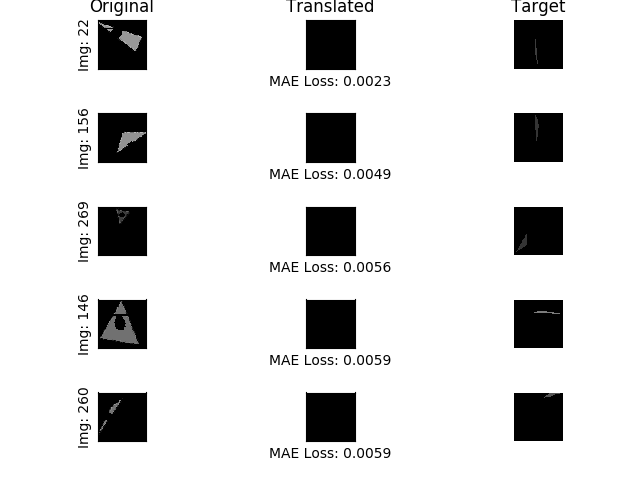 Original Translated Target
Img: 22
MAE Loss: 0.0023
Img: 156
MAE Loss: 0.0049
Img: 269
MAE Loss: 0.0056
Img: 146
MAE Loss: 0.0059
Img: 260
MAE Loss: 0.0059